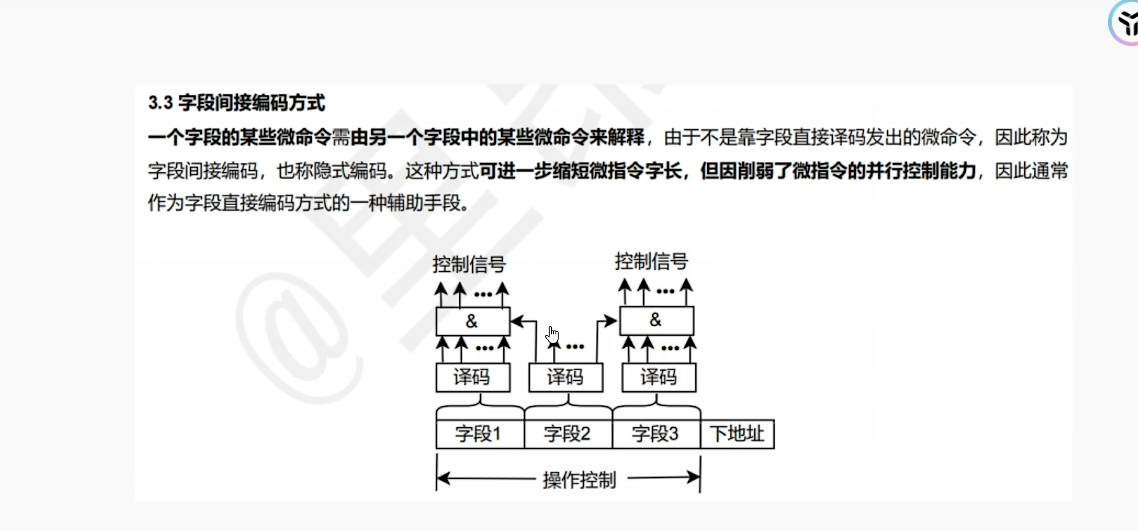 3.3 字段间接编码方式
一个字段的某些微命令需由另一个字段中的某些微命令来解释，由于不是靠字段直接译码发出的微命令，因此称为
字段间接编码，也称隐式编码。这种方式可进一步缩短微指令字长，但因削弱了微指令的并行控制能力，因此通常
作为字段直接编码方式的一种辅助手段。
控制信号 控制信号
... ...
& &
... ... ...
译码 译码 译码
字段1 字段2 字段3 下地址
操作控制